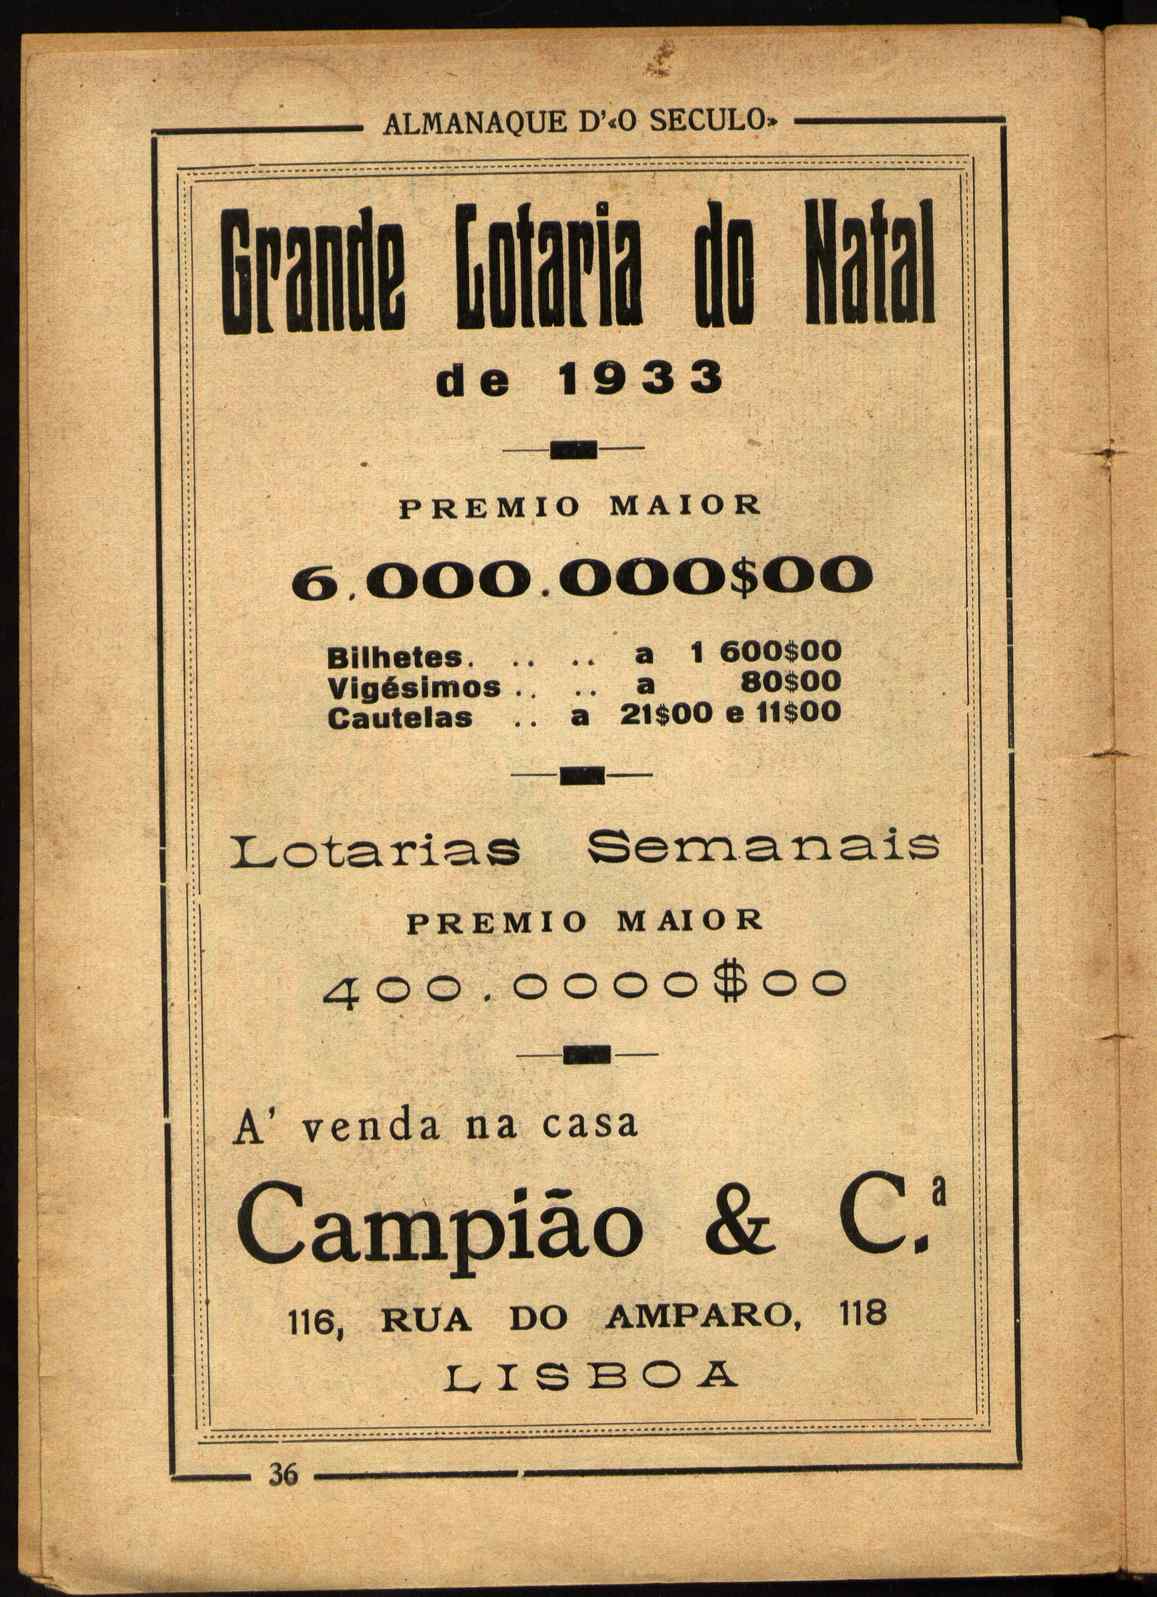 ALMANAQUE D'«O SECULO»
Grande Lotaria do Natal
de 1933
PREMIO MAIOR
6.000.000$00
Bilhetes. .. .. a 1 600$00
Vigésimos .. .. a 80$00
Cautelas .. a 21$00 e 11$00
Lotarias Semanais
PREMIO MAIOR
400.0000$00
A' venda na casa
Campião & C.ª
116, RUA DO AMPARO, 118
LISBOA
36